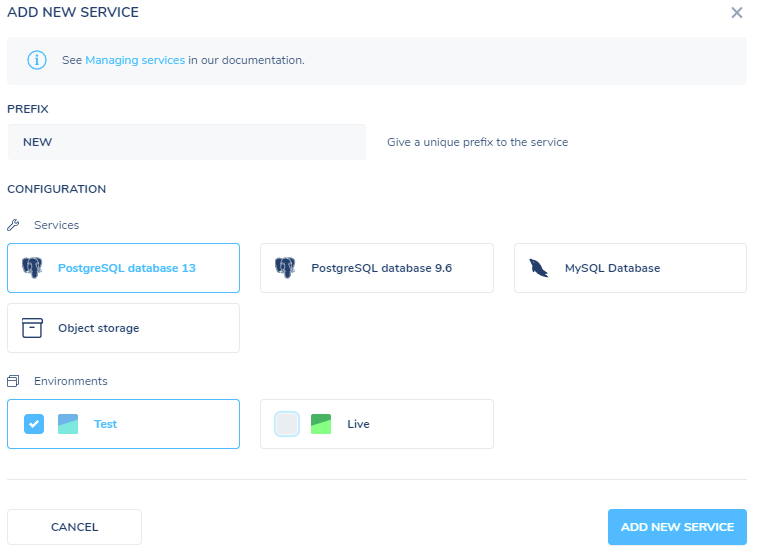 ADD NEW SERVICE
See Managing services in our documentation.
PREFIX
NEW
Give a unique prefix to the service
CONFIGURATION
Services
PostgreSQL database 13
PostgreSQL database 9.6
MySQL Database
Object storage
Environments
Test
Live
CANCEL
ADD NEW SERVICE